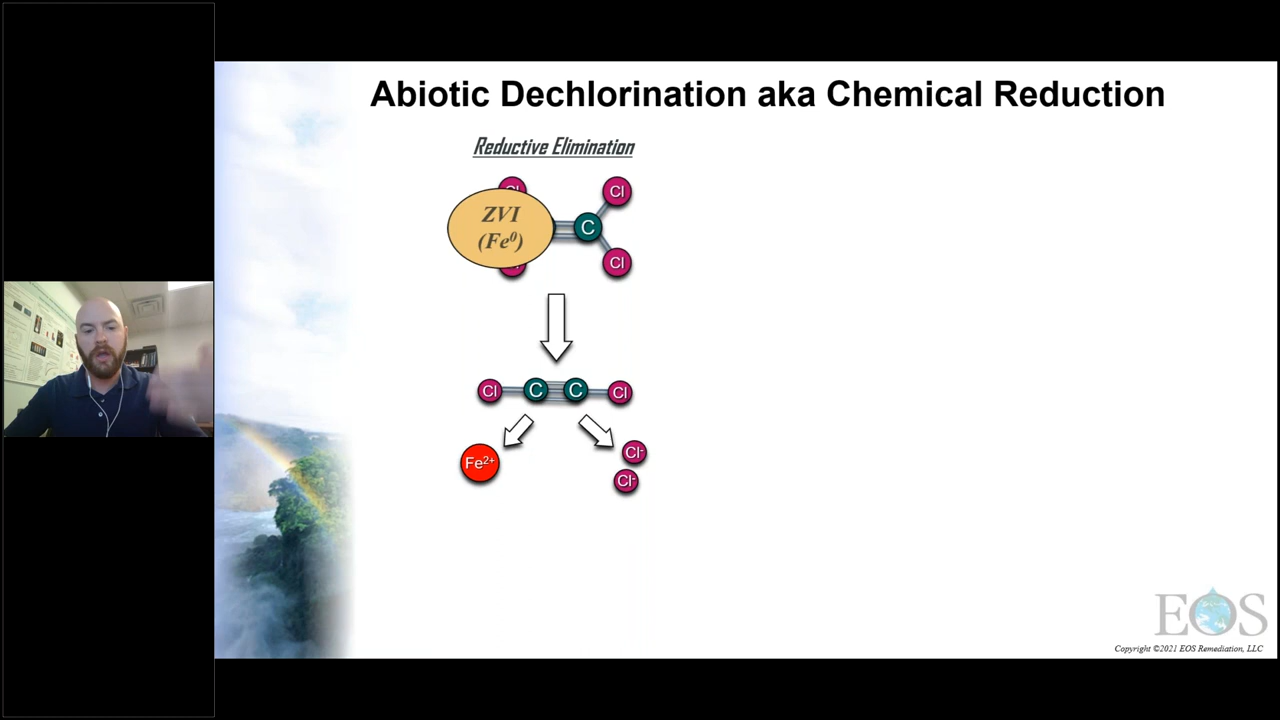 Abiotic Dechlorination aka Chemical Reduction
Reductive Elimination
Cl
Cl
ZVI
(Fe⁰)
C
Cl
Cl C C Cl
Fe²⁺
Cl⁻
Cl⁻
EOS
Copyright ©2021 EOS Remediation, LLC